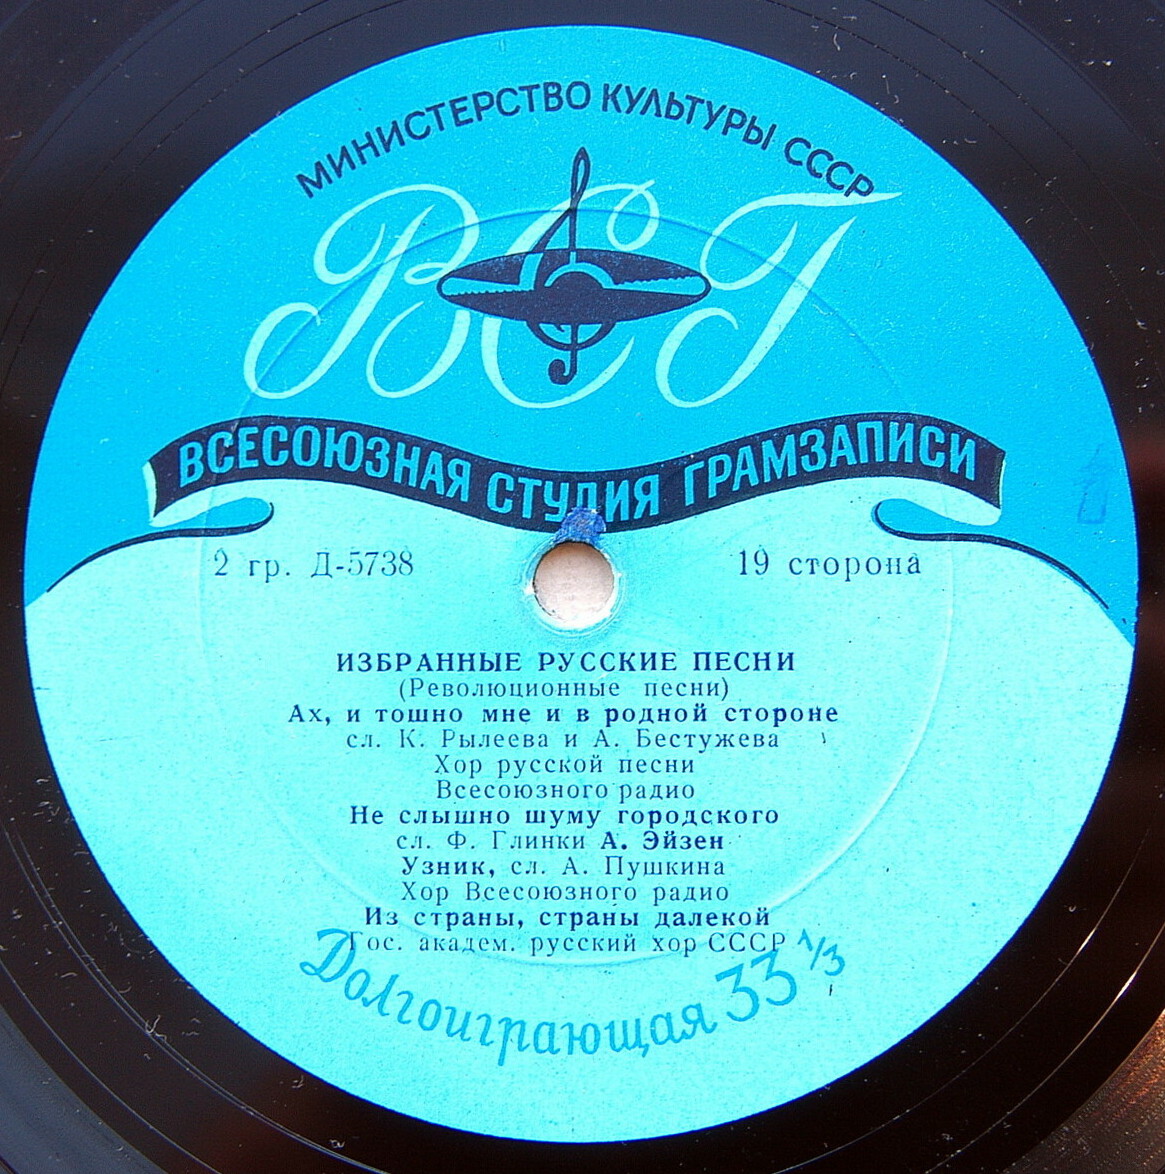 МИНИСТЕРСТВО КУЛЬТУРЫ СССР
ВСГ
ВСЕСОЮЗНАЯ СТУДИЯ ГРАМЗАПИСИ
2 гр. Д-5738 19 сторона
ИЗБРАННЫЕ РУССКИЕ ПЕСНИ
(Революционные песни)
Ах, и тошно мне и в родной стороне
сл. К. Рылеева и А. Бестужева
Хор русской песни
Всесоюзного радио
Не слышно шуму городского
сл. Ф. Глинки А. Эйзен
Узник, сл. А. Пушкина
Хор Всесоюзного радио
Из страны, страны далекой
Гос. академ. русский хор СССР
Долгоиграющая 33 1/3